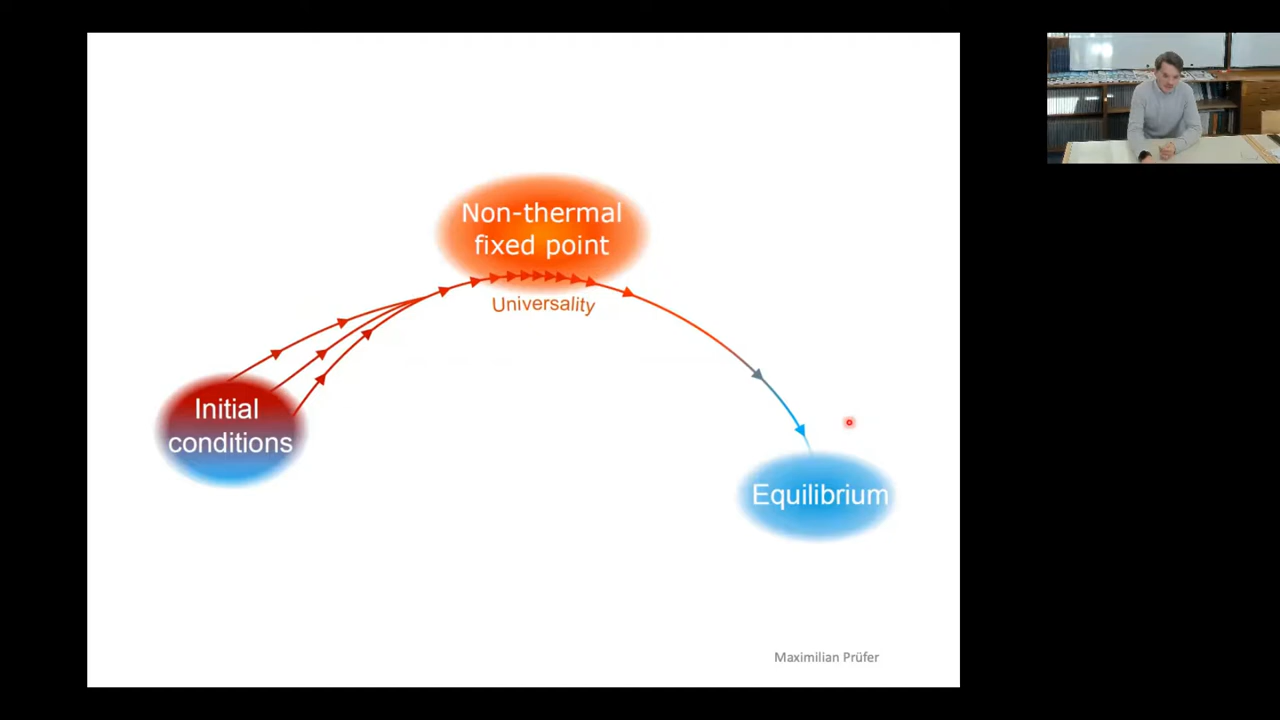 Non-thermal
fixed point
Universality
Initial
conditions
Equilibrium
Maximilian Prüfer